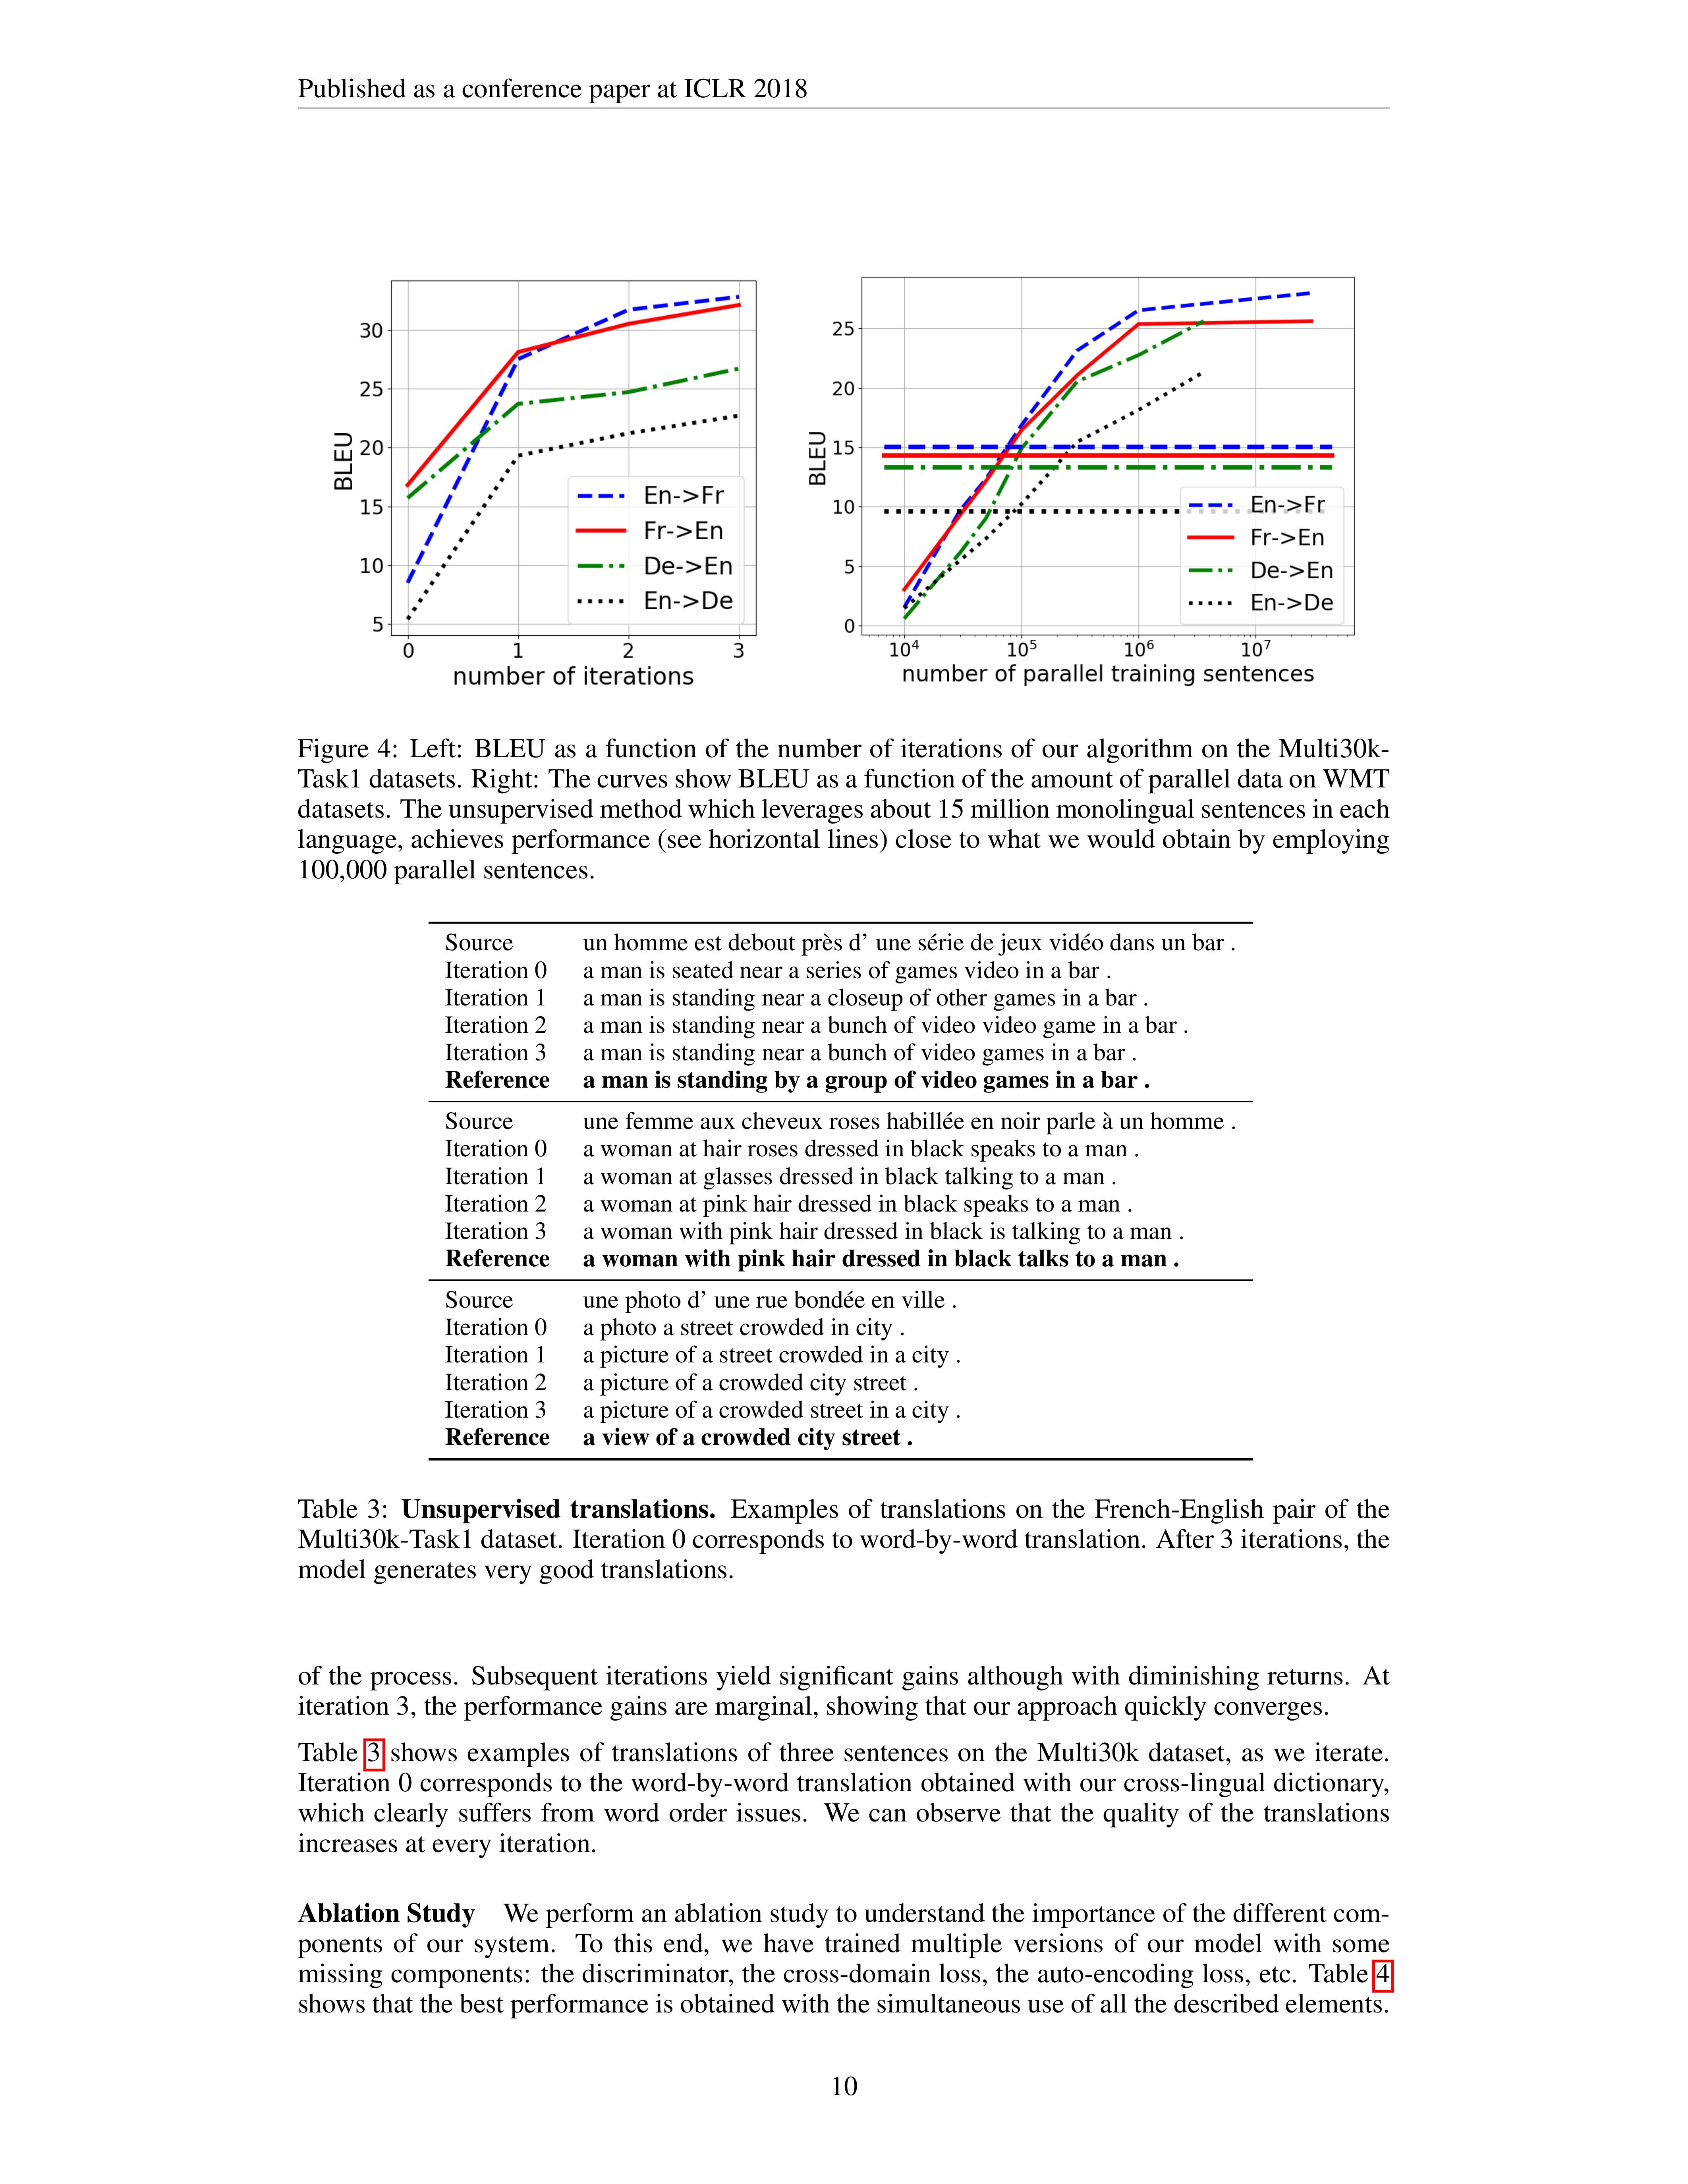 Published as a conference paper at ICLR 2018
30
25
20
15
10
5
BLEU
0 1 2 3
number of iterations
En->Fr
Fr->En
De->En
En->De
25
20
15
10
5
0
BLEU
10⁴ 10⁵ 10⁶ 10⁷
number of parallel training sentences
En->Fr
Fr->En
De->En
En->De
Figure 4: Left: BLEU as a function of the number of iterations of our algorithm on the Multi30k-
Task1 datasets. Right: The curves show BLEU as a function of the amount of parallel data on WMT
datasets. The unsupervised method which leverages about 15 million monolingual sentences in each
language, achieves performance (see horizontal lines) close to what we would obtain by employing
100,000 parallel sentences.
Source un homme est debout près d' une série de jeux vidéo dans un bar .
Iteration 0 a man is seated near a series of games video in a bar .
Iteration 1 a man is standing near a closeup of other games in a bar .
Iteration 2 a man is standing near a bunch of video video game in a bar .
Iteration 3 a man is standing near a bunch of video games in a bar .
Reference a man is standing by a group of video games in a bar .
Source une femme aux cheveux roses habillée en noir parle à un homme .
Iteration 0 a woman at hair roses dressed in black speaks to a man .
Iteration 1 a woman at glasses dressed in black talking to a man .
Iteration 2 a woman at pink hair dressed in black speaks to a man .
Iteration 3 a woman with pink hair dressed in black is talking to a man .
Reference a woman with pink hair dressed in black talks to a man .
Source une photo d' une rue bondée en ville .
Iteration 0 a photo a street crowded in city .
Iteration 1 a picture of a street crowded in a city .
Iteration 2 a picture of a crowded city street .
Iteration 3 a picture of a crowded street in a city .
Reference a view of a crowded city street .
Table 3: Unsupervised translations. Examples of translations on the French-English pair of the
Multi30k-Task1 dataset. Iteration 0 corresponds to word-by-word translation. After 3 iterations, the
model generates very good translations.
of the process. Subsequent iterations yield significant gains although with diminishing returns. At
iteration 3, the performance gains are marginal, showing that our approach quickly converges.
Table 3 shows examples of translations of three sentences on the Multi30k dataset, as we iterate.
Iteration 0 corresponds to the word-by-word translation obtained with our cross-lingual dictionary,
which clearly suffers from word order issues. We can observe that the quality of the translations
increases at every iteration.
Ablation Study We perform an ablation study to understand the importance of the different com-
ponents of our system. To this end, we have trained multiple versions of our model with some
missing components: the discriminator, the cross-domain loss, the auto-encoding loss, etc. Table 4
shows that the best performance is obtained with the simultaneous use of all the described elements.
10